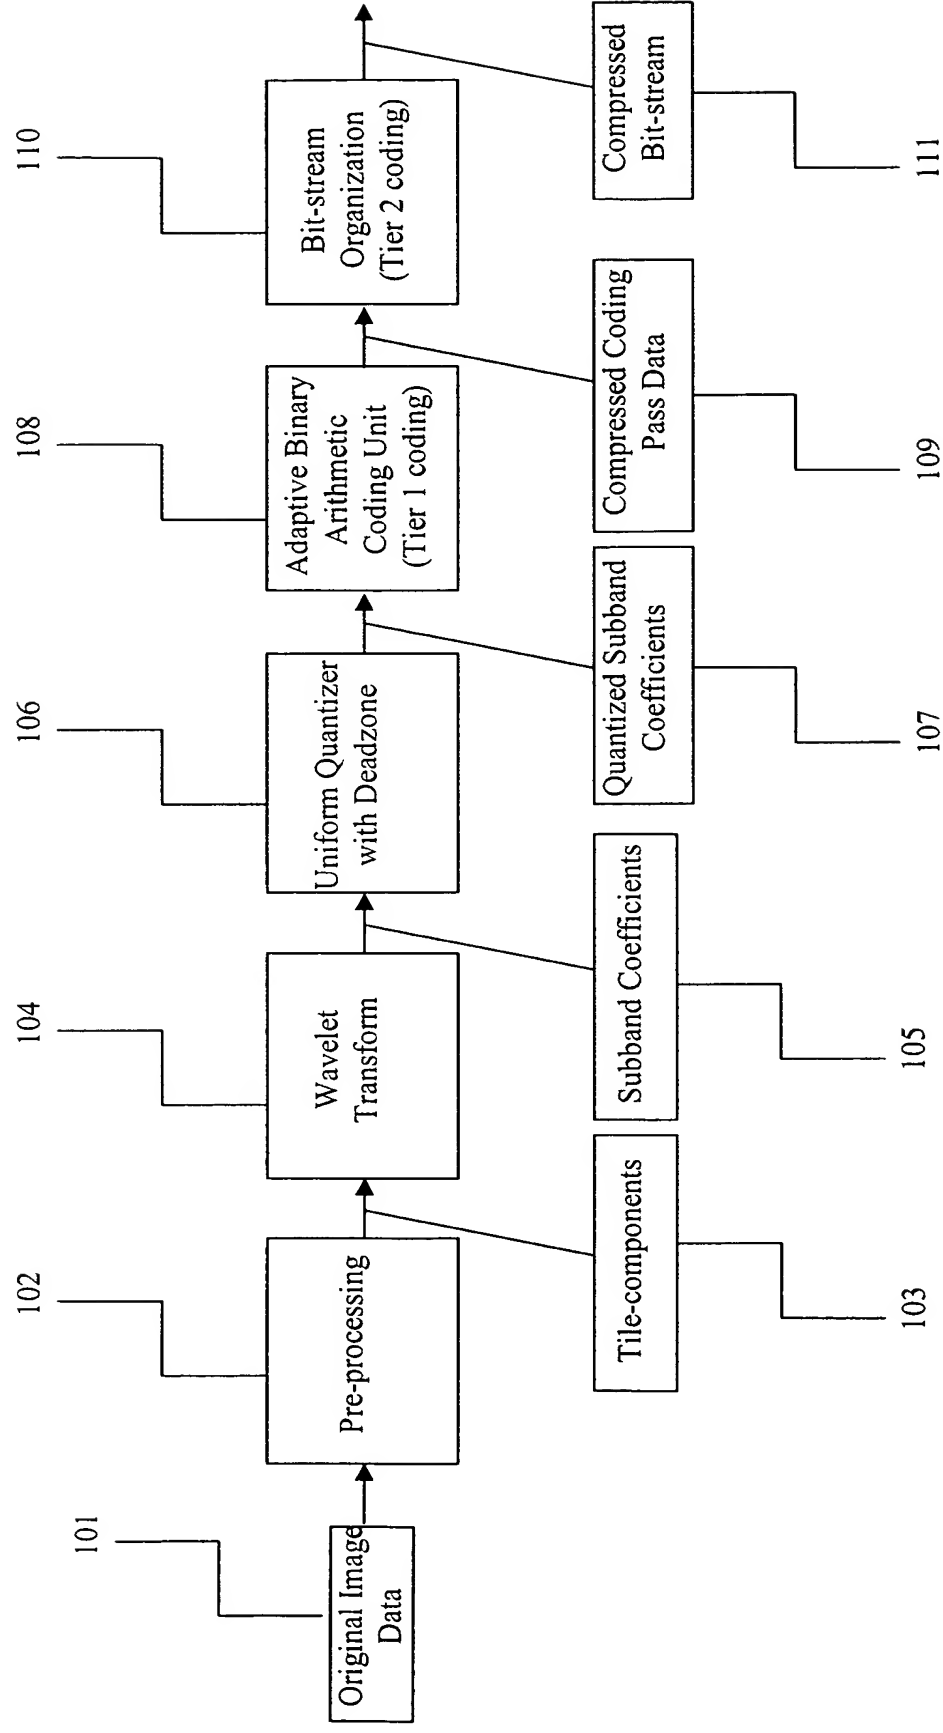 101
102
104
106
108
110
Original Image
Data
Pre-processing
Wavelet
Transform
Uniform Quantizer
with Deadzone
Adaptive Binary
Arithmetic
Coding Unit
(Tier 1 coding)
Bit-stream
Organization
(Tier 2 coding)
Tile-components
Subband Coefficients
Quantized Subband
Coefficients
Compressed Coding
Pass Data
Compressed
Bit-stream
103
105
107
109
111